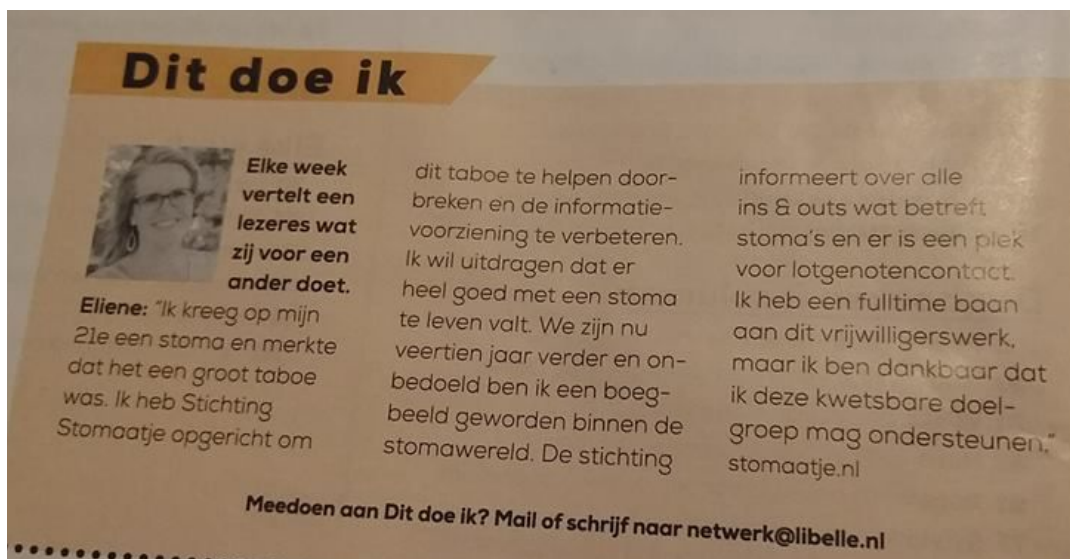 Dit doe ik
Elke week
vertelt een
lezeres wat
zij voor een
ander doet.
Eliene: "Ik kreeg op mijn
21e een stoma en merkte
dat het een groot taboe
was. Ik heb Stichting
Stomaatje opgericht om
dit taboe te helpen door-
breken en de informatie-
voorziening te verbeteren.
Ik wil uitdragen dat er
heel goed met een stoma
te leven valt. We zijn nu
veertien jaar verder en on-
bedoeld ben ik een boeg-
beeld geworden binnen de
stomawereld. De stichting
informeert over alle
ins & outs wat betreft
stoma's en er is een plek
voor lotgenotencontact.
Ik heb een fulltime baan
aan dit vrijwilligerswerk,
maar ik ben dankbaar dat
ik deze kwetsbare doel-
groep mag ondersteunen."
stomaatje.nl
Meedoen aan Dit doe ik? Mail of schrijf naar netwerk@libelle.nl